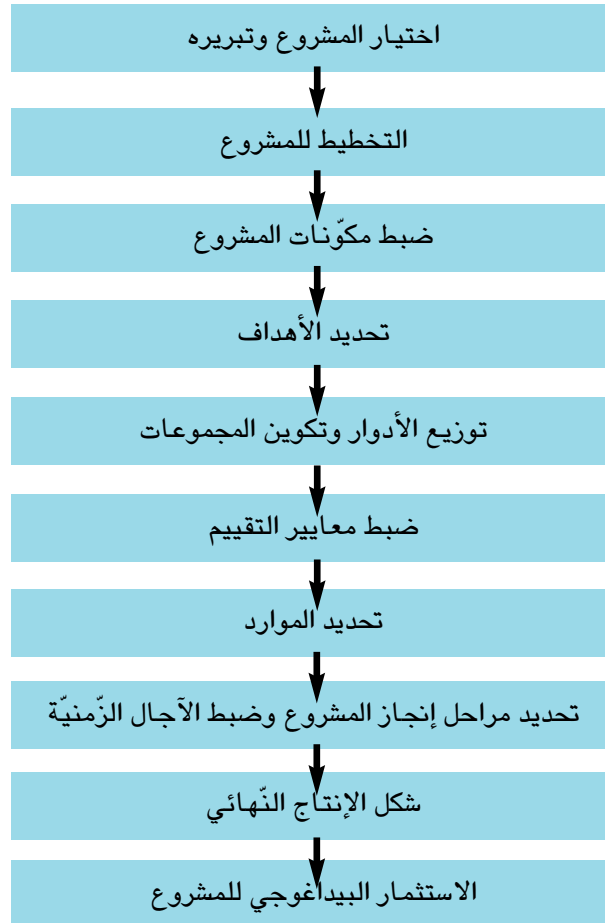 اختيار المشروع وتبريره
التخطيط للمشروع
ضبط مكوّنات المشروع
تحديد الأهداف
توزيع الأدوار وتكوين المجموعات
ضبط معايير التقييم
تحديد الموارد
تحديد مراحل إنجاز المشروع وضبط الآجال الزّمنيّة
شكل الإنتاج النّهائي
الاستثمار البيداغوجي للمشروع